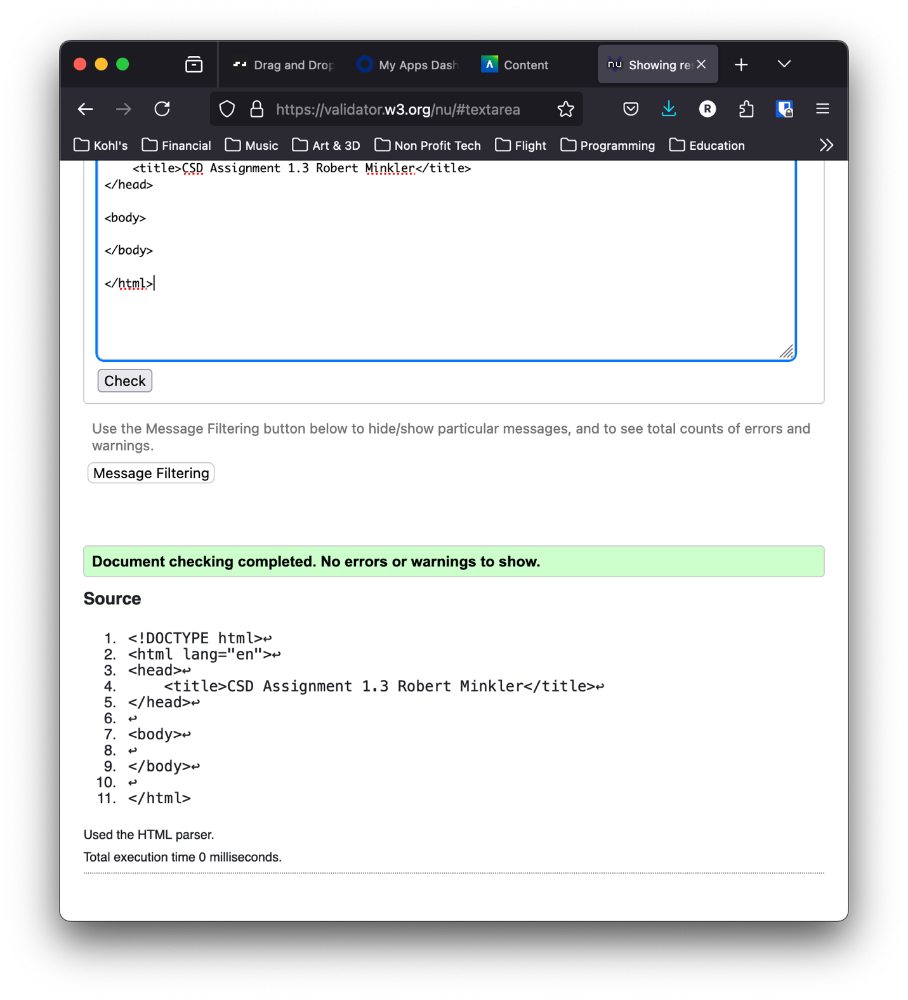 Drag and Drop
My Apps Dash
Content
nu Showing re
https://validator.w3.org/nu/#textarea
R
Kohl's Financial Music Art & 3D Non Profit Tech Flight Programming Education
<title>CSD Assignment 1.3 Robert Minkler</title>
</head>
<body>
</body>
</html>
Check
Use the Message Filtering button below to hide/show particular messages, and to see total counts of errors and
warnings.
Message Filtering
Document checking completed. No errors or warnings to show.
Source
1. <!DOCTYPE html>↩
2. <html lang="en">↩
3. <head>↩
4.     <title>CSD Assignment 1.3 Robert Minkler</title>↩
5. </head>↩
6. ↩
7. <body>↩
8. ↩
9. </body>↩
10. ↩
11. </html>
Used the HTML parser.
Total execution time 0 milliseconds.